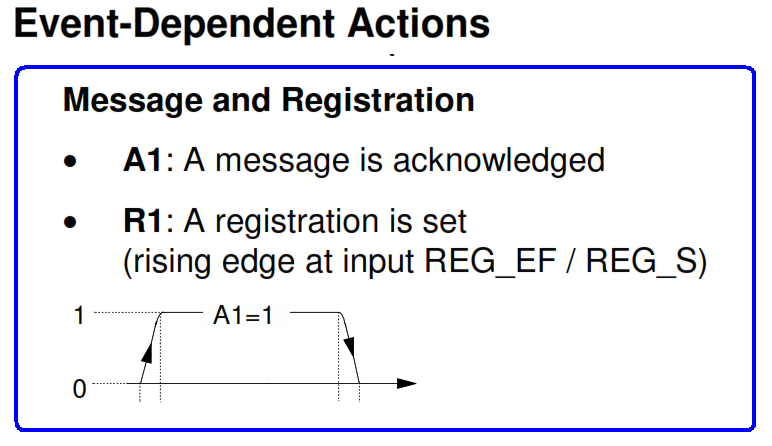 Event-Dependent Actions
Message and Registration
• A1: A message is acknowledged
• R1: A registration is set
(rising edge at input REG_EF / REG_S)
1 A1=1
0